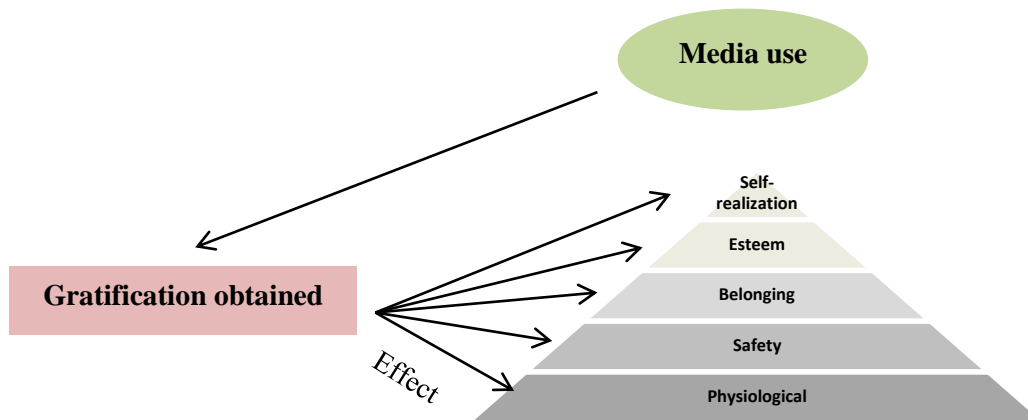 Media use
Self-
realization
Esteem
Gratification obtained
Belonging
Safety
Effect
Physiological